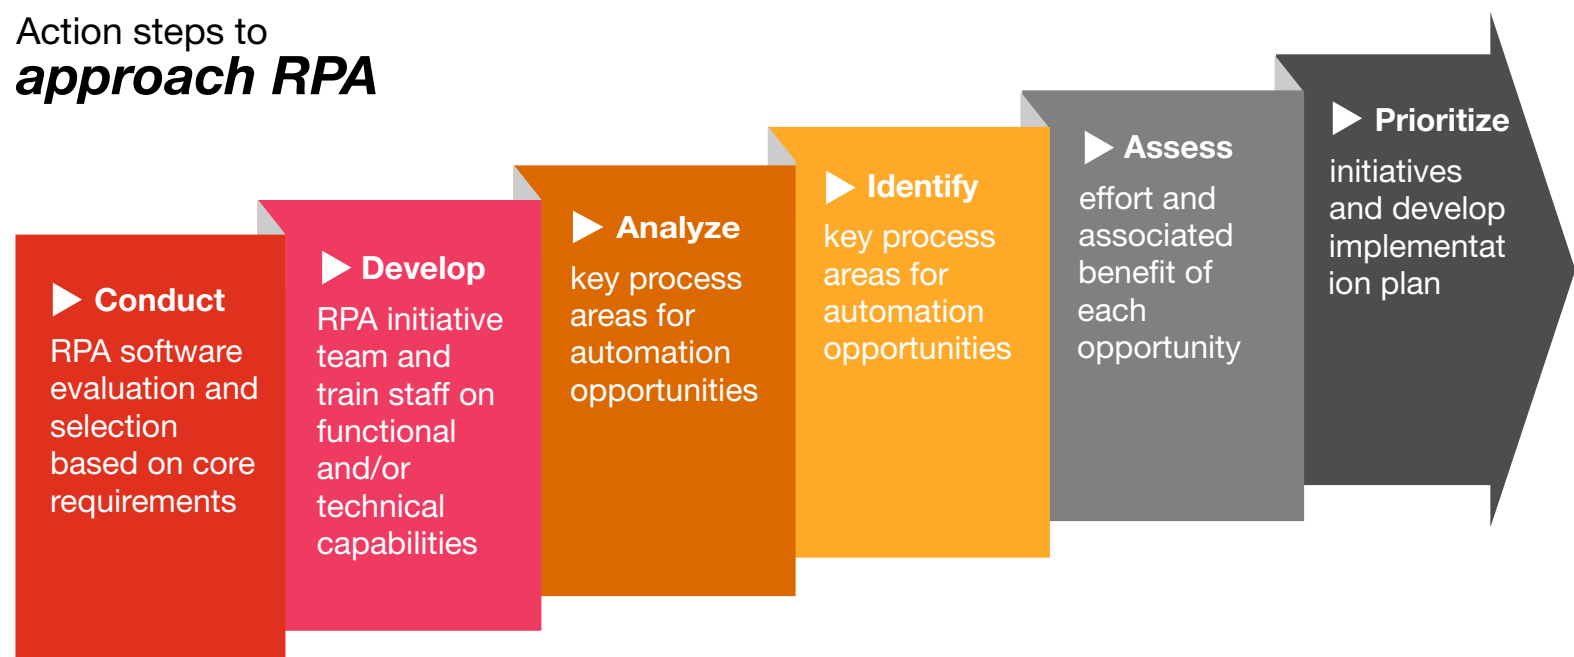 Action steps to
approach RPA
Conduct
RPA software
evaluation and
selection
based on core
requirements
Develop
RPA initiative
team and
train staff on
functional
and/or
technical
capabilities
Analyze
key process
areas for
automation
opportunities
Identify
key process
areas for
automation
opportunities
Assess
effort and
associated
benefit of
each
opportunity
Prioritize
initiatives
and develop
implementat
ion plan